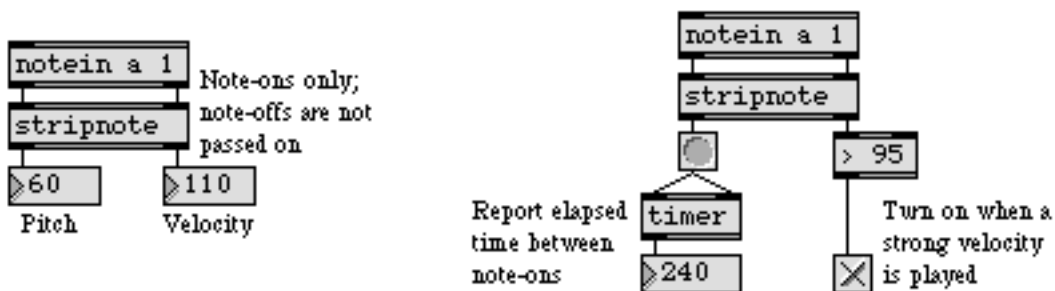 notein a 1
stripnote
Note-ons only;
note-offs are not
passed on
60
110
Pitch
Velocity
notein a 1
stripnote
> 95
Report elapsed
time between
note-ons
timer
240
Turn on when a
strong velocity
is played